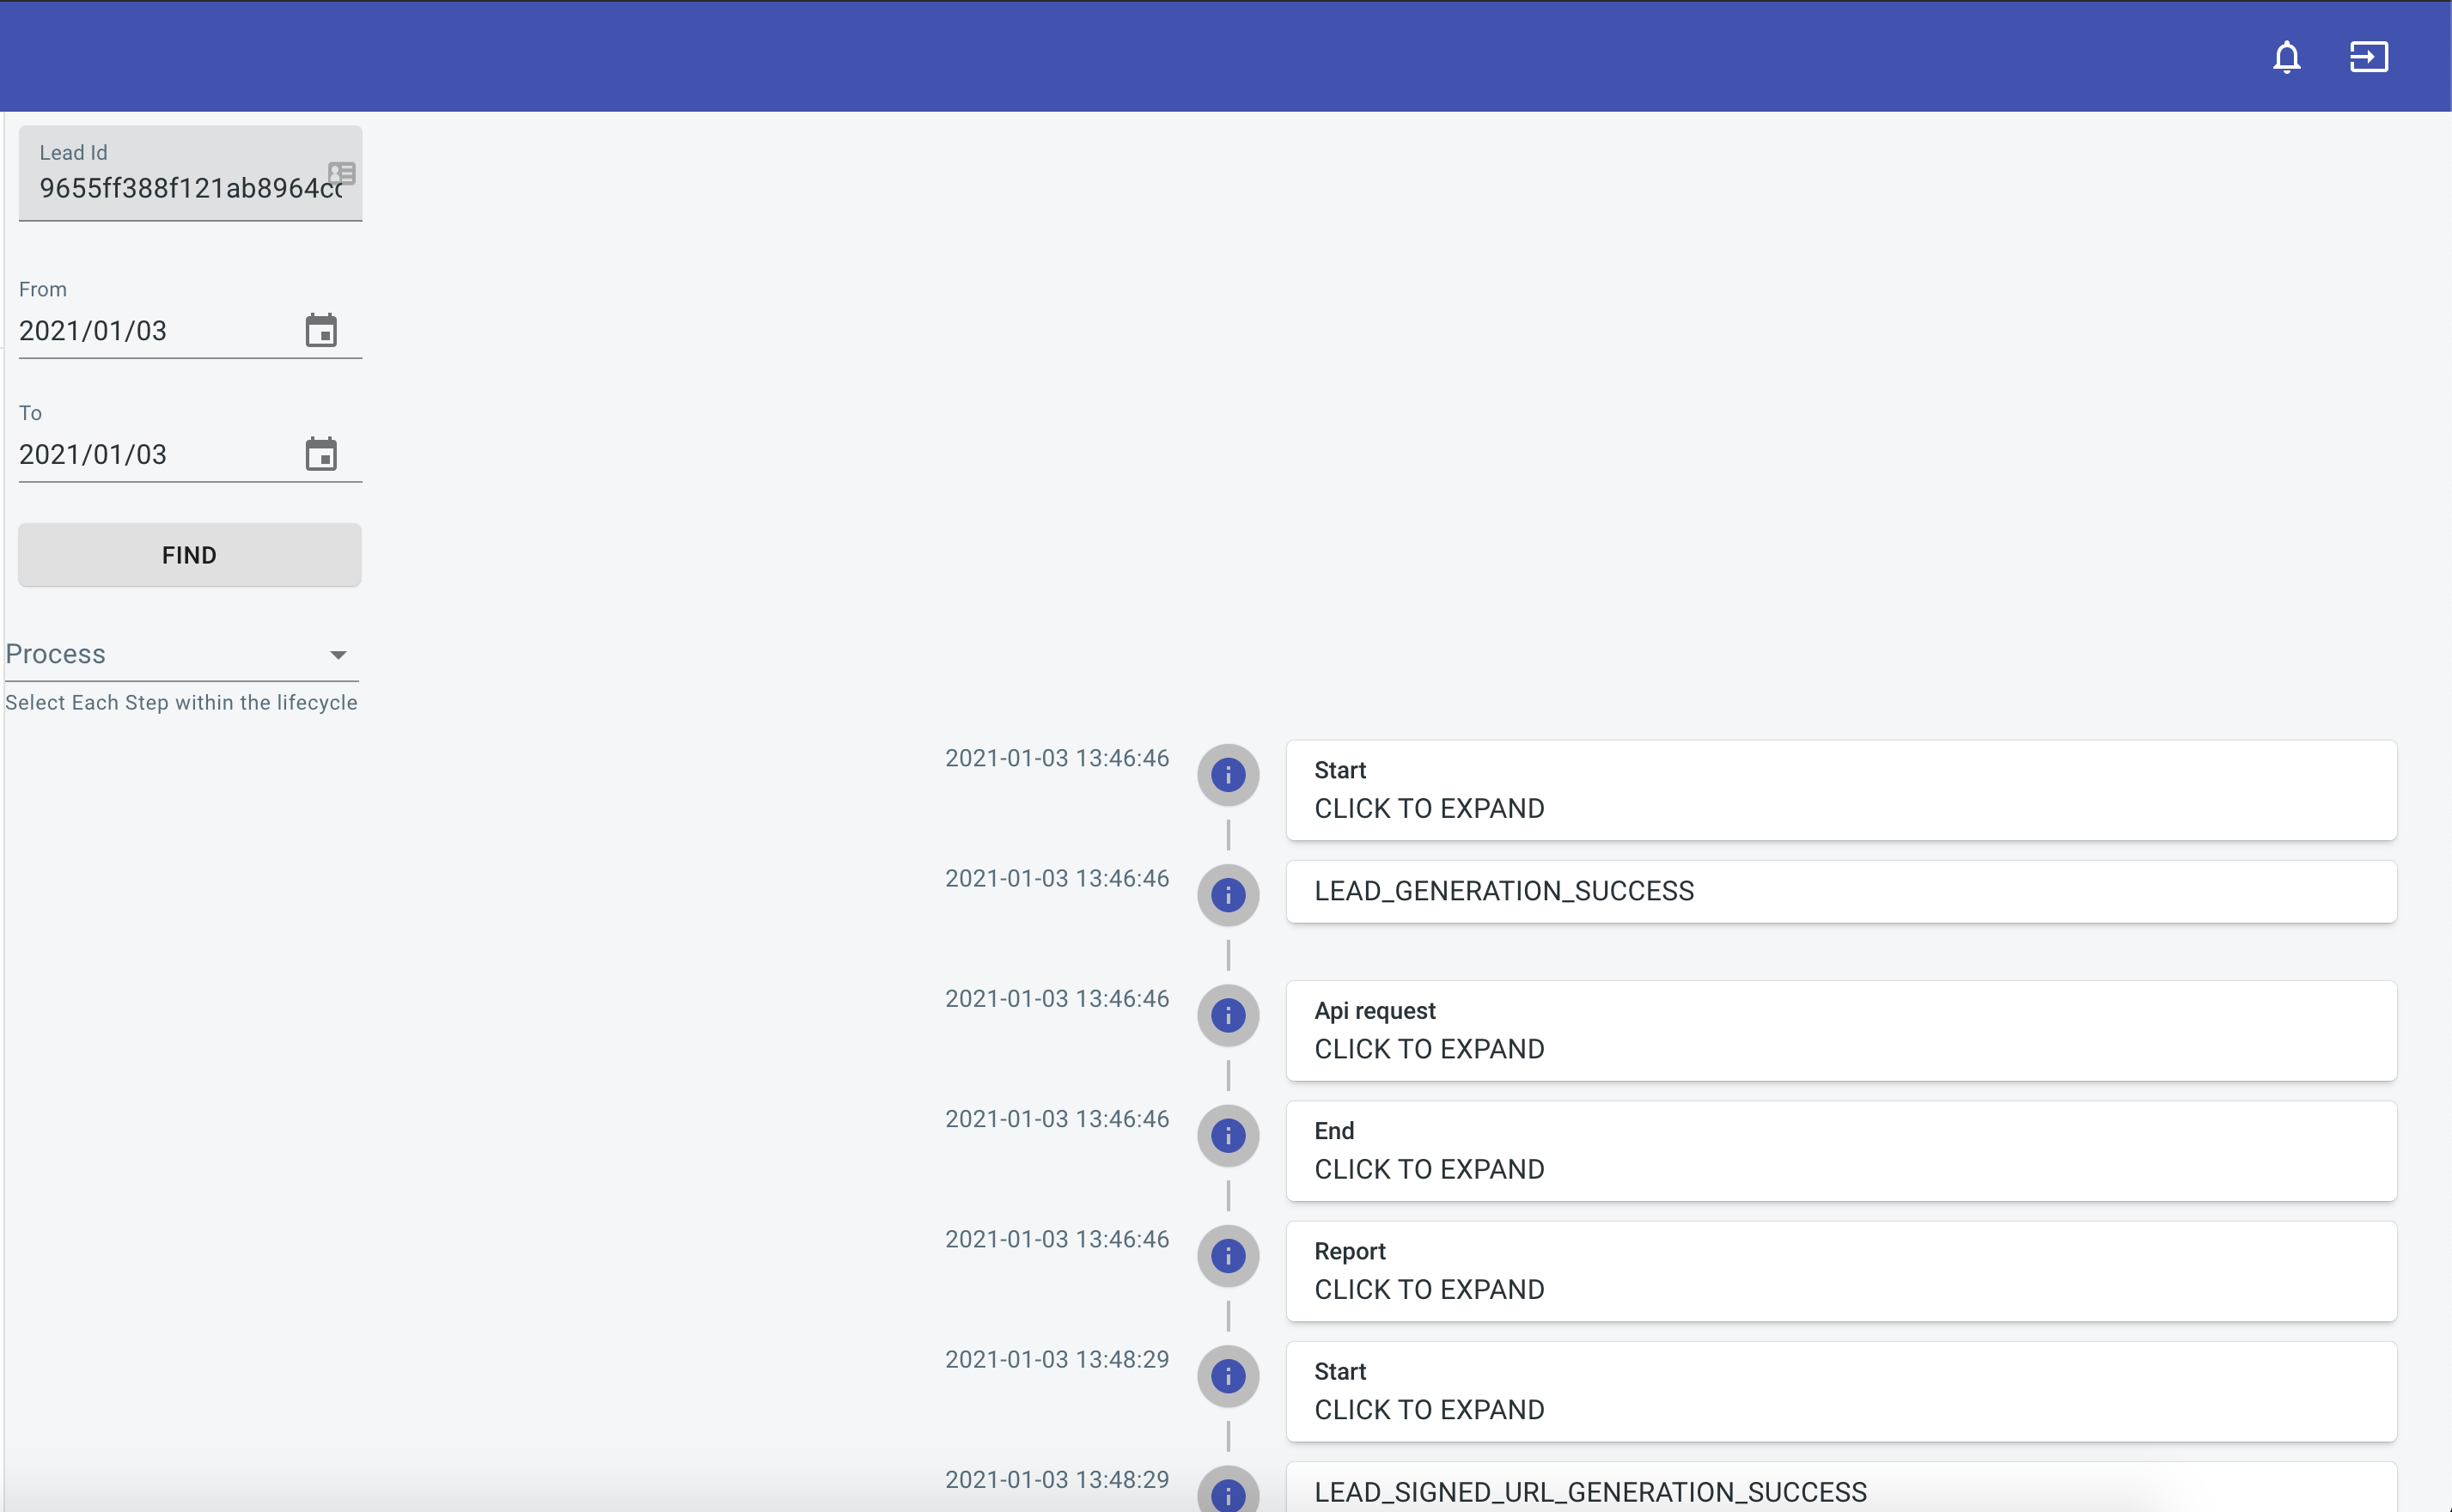 Lead Id
9655ff388f121ab8964cc
From
2021/01/03
To
2021/01/03
FIND
Process
Select Each Step within the lifecycle
2021-01-03 13:46:46
Start
CLICK TO EXPAND
2021-01-03 13:46:46
LEAD_GENERATION_SUCCESS
2021-01-03 13:46:46
Api request
CLICK TO EXPAND
2021-01-03 13:46:46
End
CLICK TO EXPAND
2021-01-03 13:46:46
Report
CLICK TO EXPAND
2021-01-03 13:48:29
Start
CLICK TO EXPAND
2021-01-03 13:48:29
LEAD_SIGNED_URL_GENERATION_SUCCESS